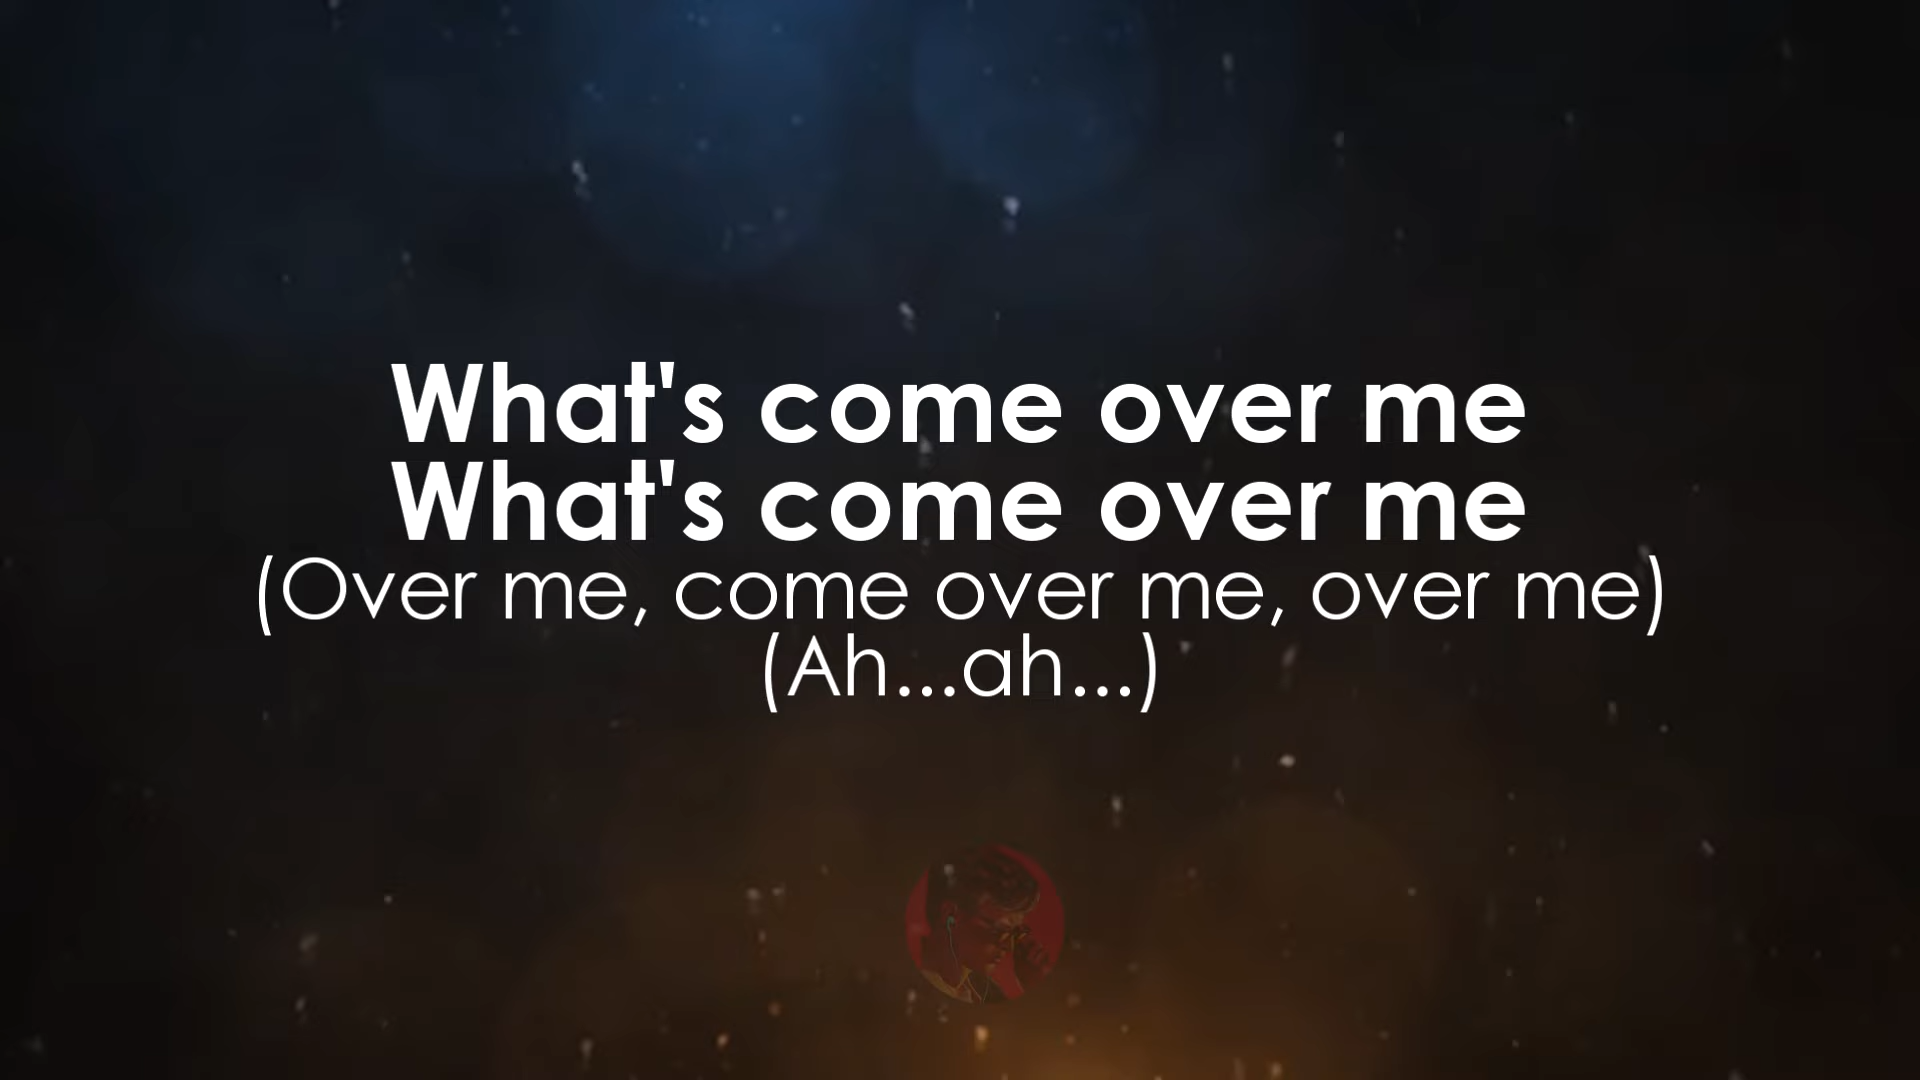 What's come over me
What's come over me
(Over me, come over me, over me)
(Ah...ah...)